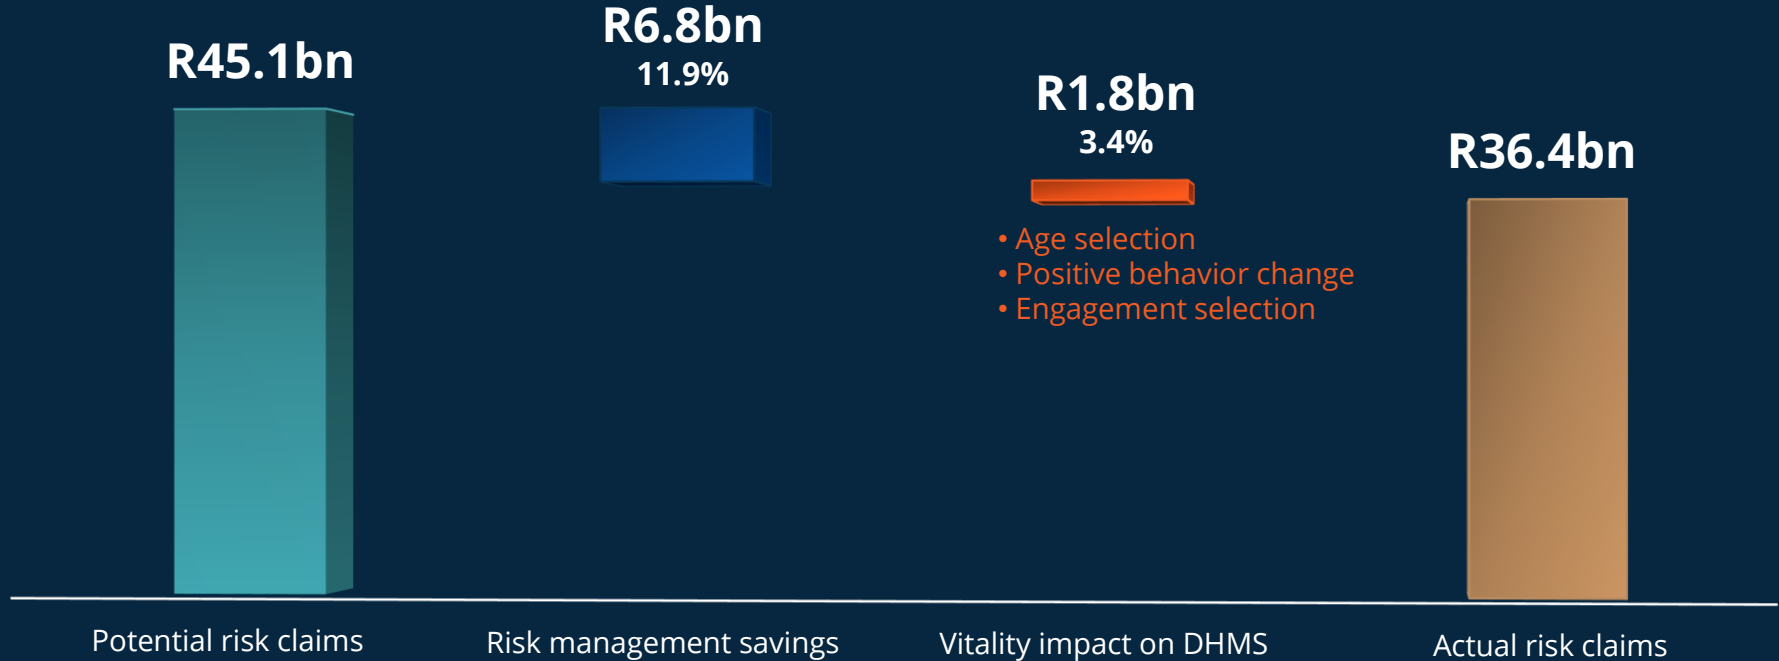 R45.1bn
R6.8bn
11.9%
R1.8bn
3.4%
• Age selection
• Positive behavior change
• Engagement selection
R36.4bn
Potential risk claims
Risk management savings
Vitality impact on DHMS
Actual risk claims